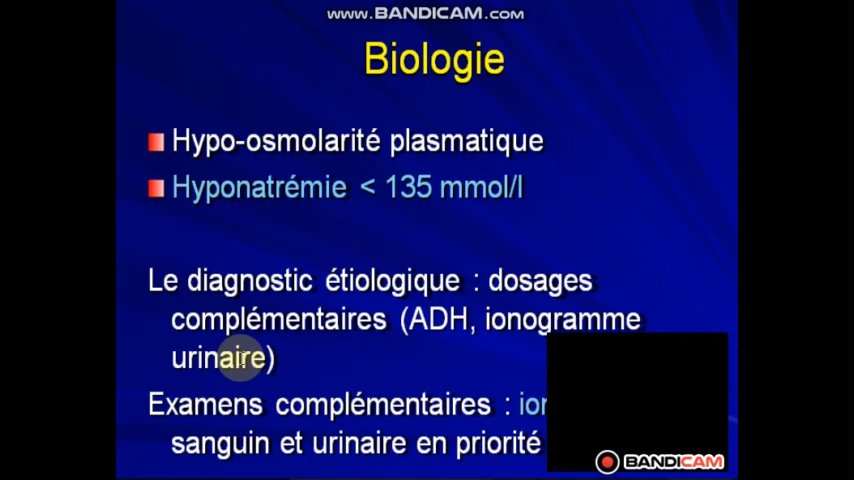 www.BANDICAM.com
Biologie
Hypo-osmolarité plasmatique
Hyponatrémie < 135 mmol/l
Le diagnostic étiologique : dosages
complémentaires (ADH, ionogramme
urinaire)
Examens complémentaires :
sanguin et urinaire en priorité
BANDICAM